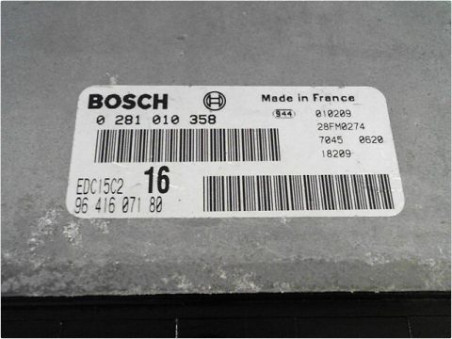 BOSCH Made in France
0 281 010 358 944 010209
28FM0274
7045 0620
18209
EDC15C2 16
96 416 071 80